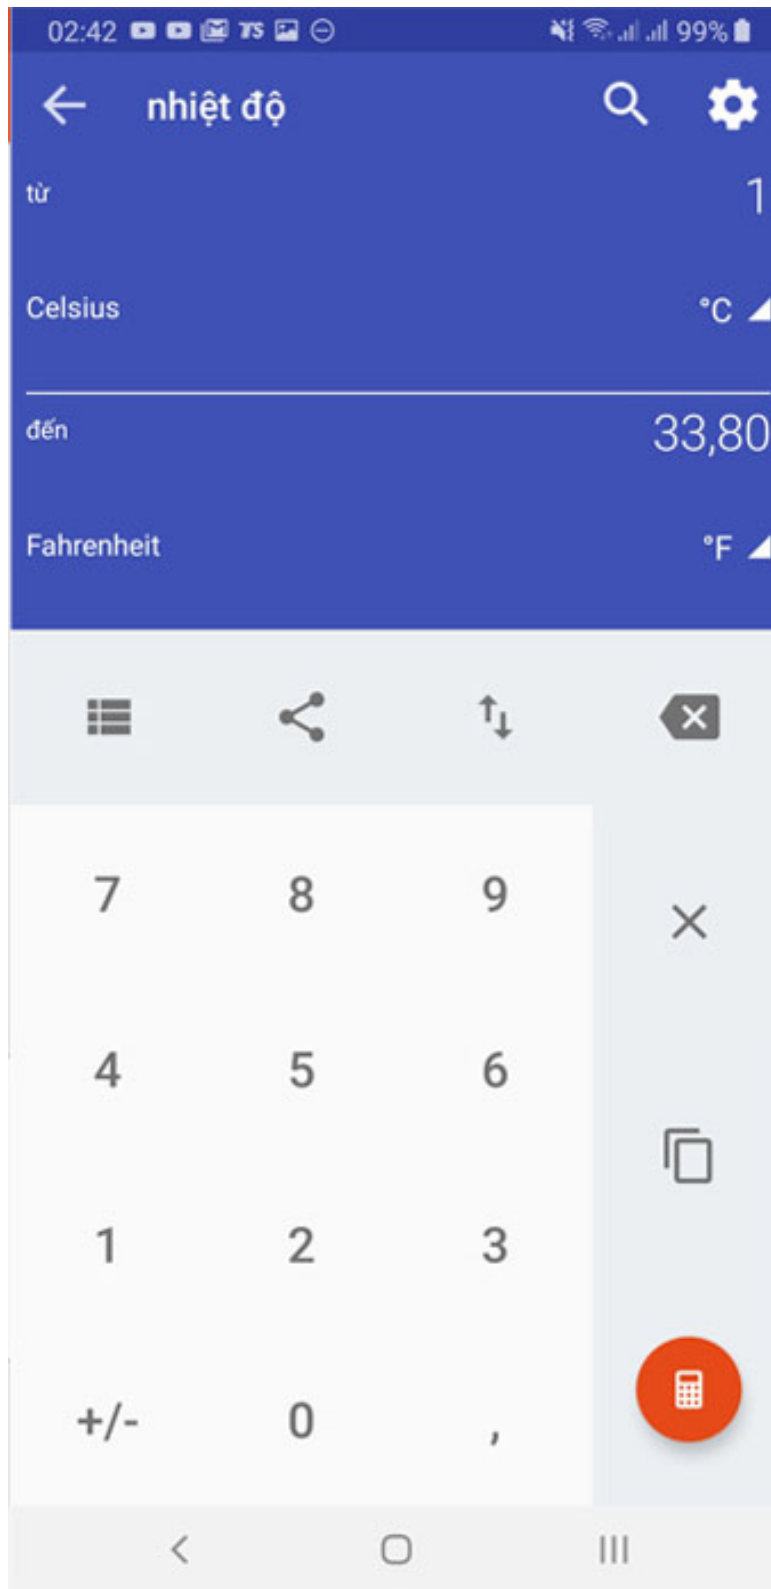 02:42 TS 99%
nhiệt độ
từ 1
Celsius °C
đến 33,80
Fahrenheit °F
7 8 9
4 5 6
1 2 3
+/- 0 ,